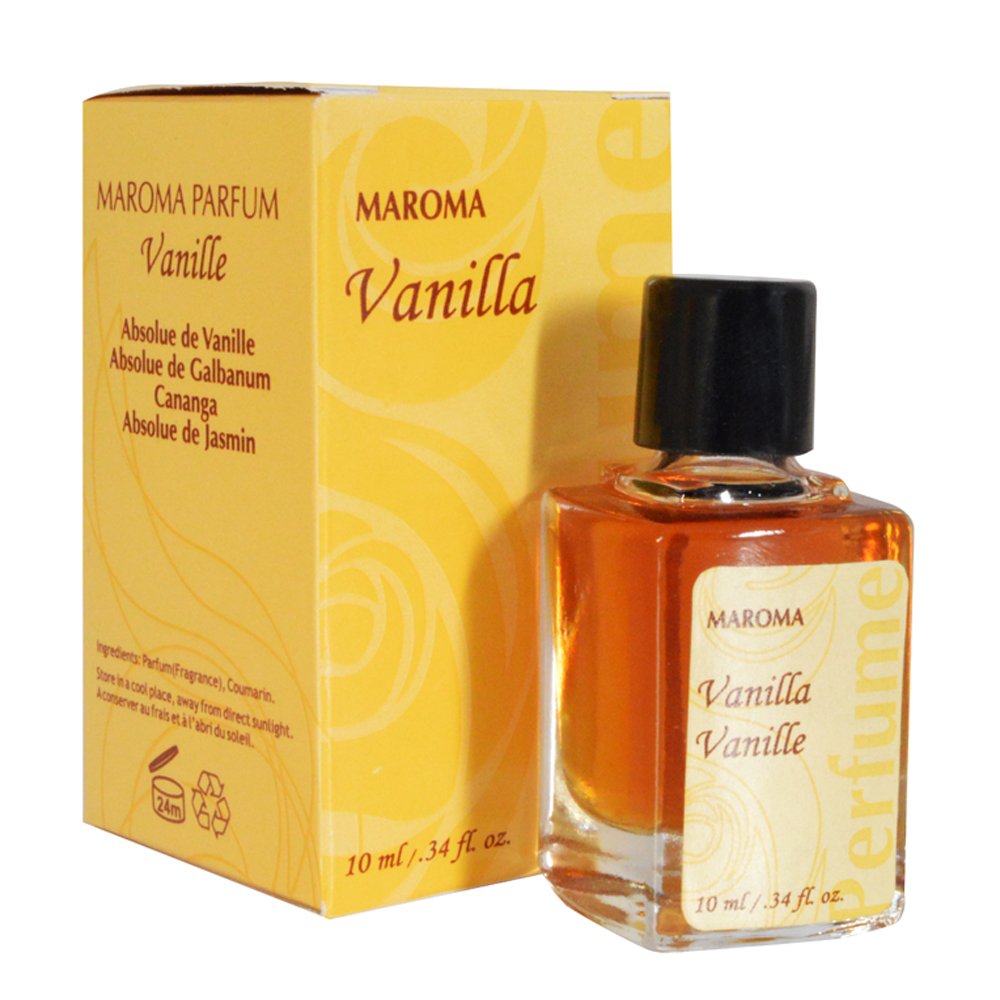 MAROMA PARFUM
Vanille
Absolue de Vanille
Absolue de Galbanum
Cananga
Absolue de Jasmin
Ingredients: Parfum(Fragrance), Coumarin.
Store in a cool place, away from direct sunlight.
A conserver au frais et à l'abri du soleil.
24m
MAROMA
Vanilla
Perfume
10 ml /.34 fl. oz.
MAROMA
Vanilla
Vanille
Perfume
10 ml /.34 fl. oz.